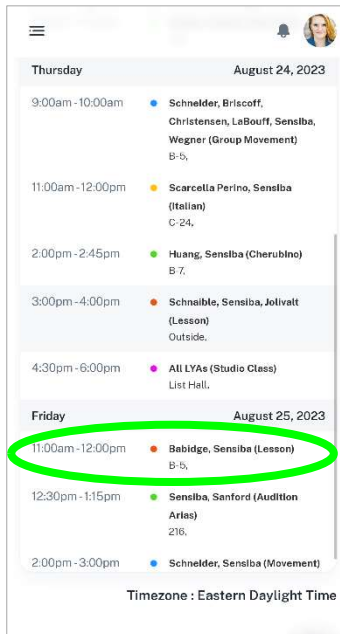 Thursday August 24, 2023
9:00am - 10:00am Schneider, Briscoff,
Christensen, LaBouff, Sensiba,
Wegner (Group Movement)
B-5,
11:00am - 12:00pm Scarcella Perino, Sensiba
(Italian)
C-24,
2:00pm - 2:45pm Huang, Sensiba (Cherubino)
B-7,
3:00pm - 4:00pm Schnaible, Sensiba, Jolivalt
(Lesson)
Outside,
4:30pm - 6:00pm All LYAs (Studio Class)
List Hall,
Friday August 25, 2023
11:00am - 12:00pm Babidge, Sensiba (Lesson)
B-5,
12:30pm - 1:15pm Sensiba, Sanford (Audition
Arias)
216,
2:00pm - 3:00pm Schneider, Sensiba (Movement)
Timezone : Eastern Daylight Time